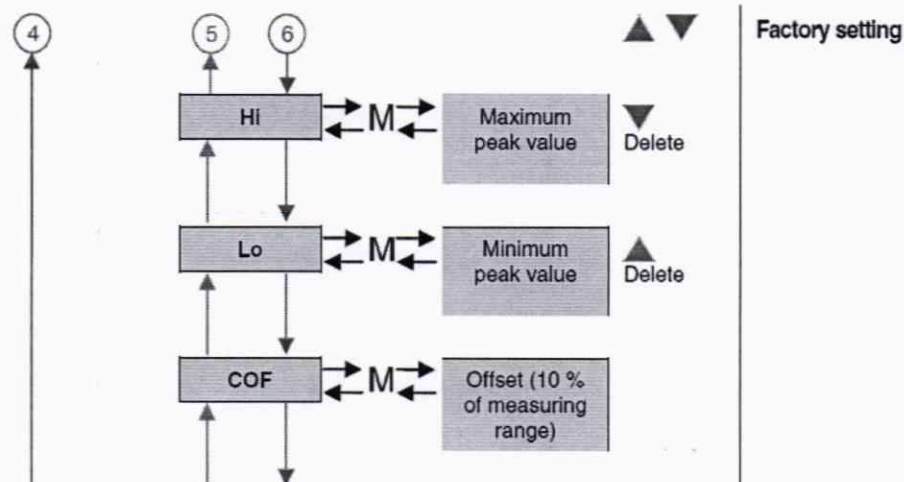 4 5 6 ▲ ▼ Factory setting
Hi M Maximum
peak value ▼
Delete
Lo M Minimum
peak value ▲
Delete
COF M Offset (10 %
of measuring
range)